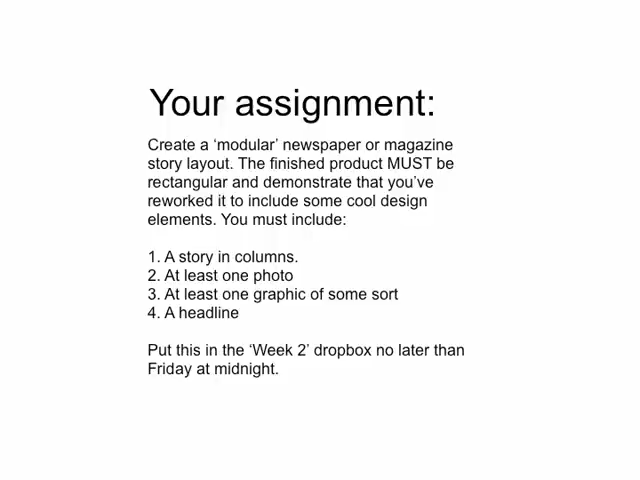 Your assignment:
Create a ‘modular’ newspaper or magazine
story layout. The finished product MUST be
rectangular and demonstrate that you’ve
reworked it to include some cool design
elements. You must include:
1. A story in columns.
2. At least one photo
3. At least one graphic of some sort
4. A headline
Put this in the ‘Week 2’ dropbox no later than
Friday at midnight.